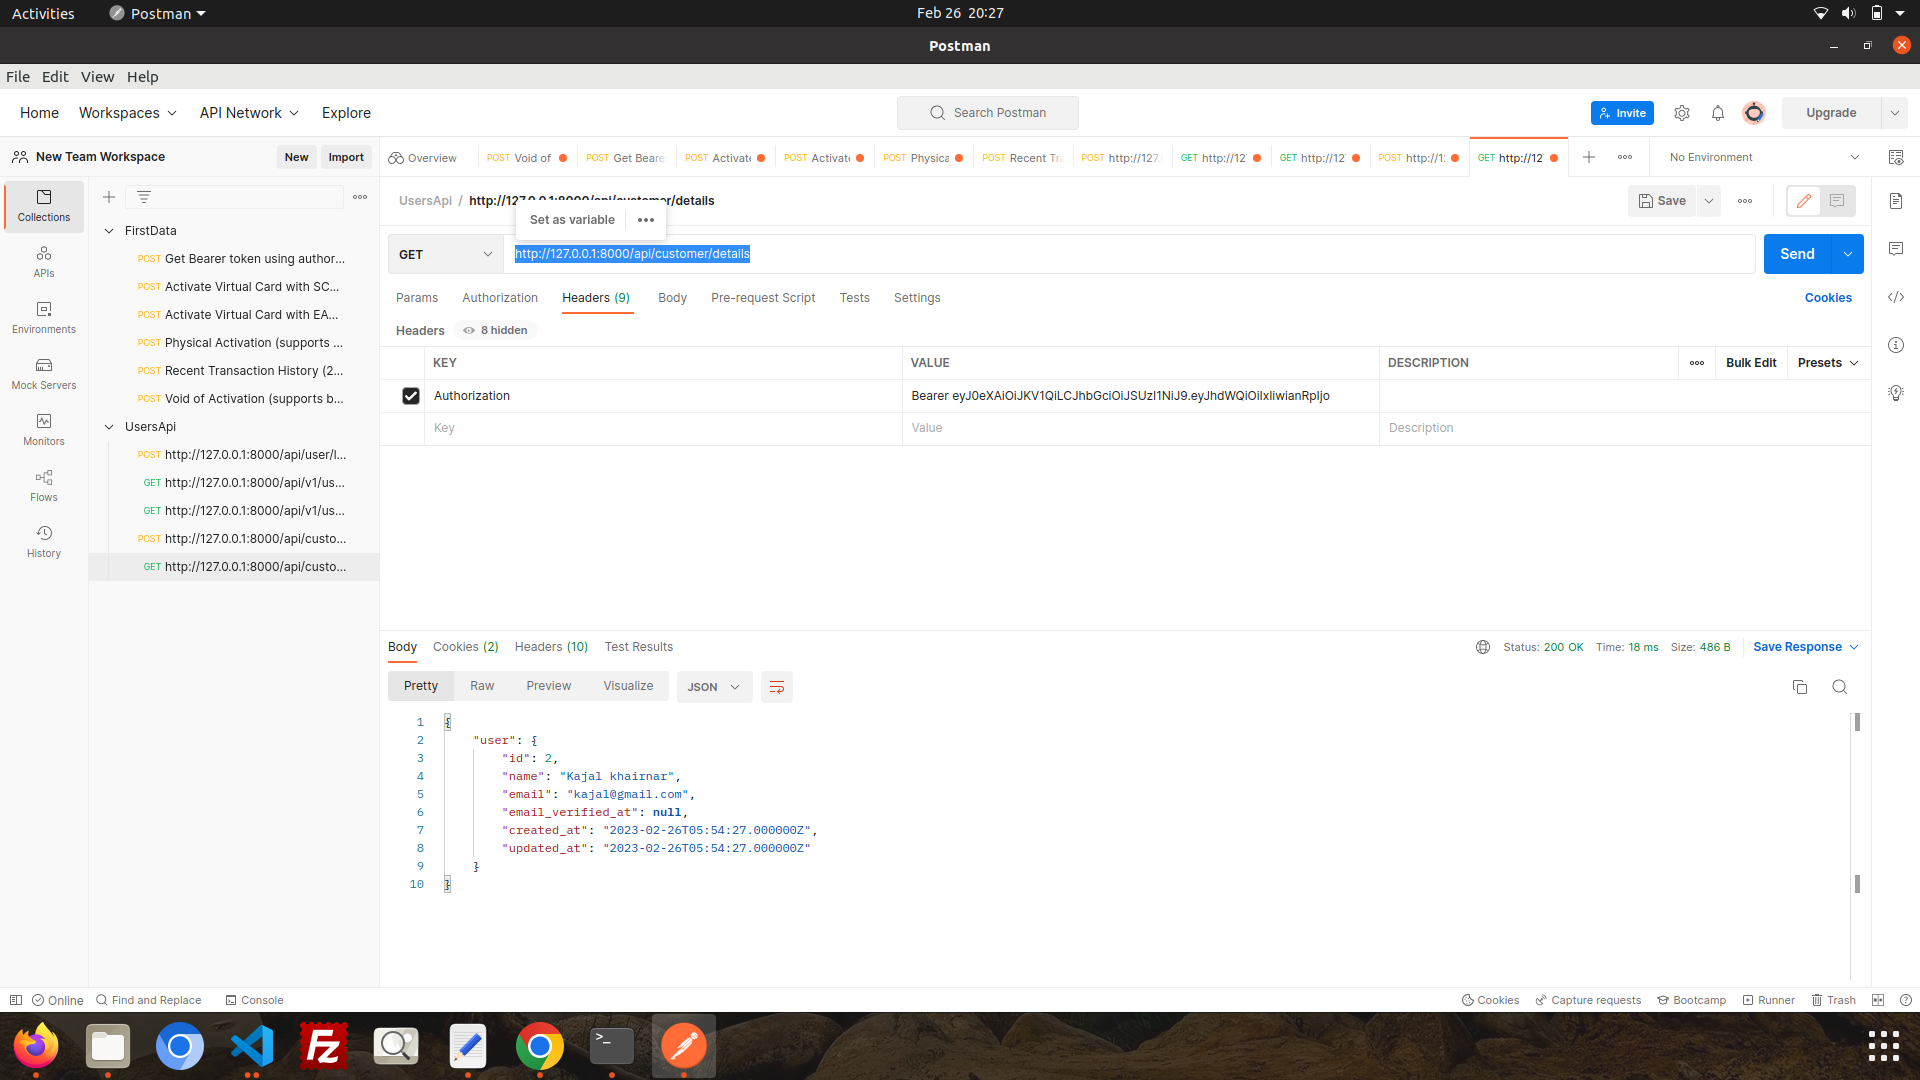 Activities
Postman
Feb 26 20:27
Postman
File Edit View Help
Home Workspaces API Network Explore
Search Postman
Invite
Upgrade
New Team Workspace
New Import
Overview
POST Void of
POST Get Beare
POST Activate
POST Activate
POST Physica
POST Recent Tr
POST http://127.
GET http://12
GET http://12
POST http://1
GET http://12
No Environment
Collections
APIs
Environments
Mock Servers
Monitors
Flows
History
FirstData
POST Get Bearer token using author...
POST Activate Virtual Card with SC...
POST Activate Virtual Card with EA...
POST Physical Activation (supports ...
POST Recent Transaction History (2...
POST Void of Activation (supports b...
UsersApi
POST http://127.0.0.1:8000/api/user/l...
GET http://127.0.0.1:8000/api/v1/us...
GET http://127.0.0.1:8000/api/v1/us...
POST http://127.0.0.1:8000/api/custo...
GET http://127.0.0.1:8000/api/custo...
UsersApi / http://127.0.0.1:8000/api/customer/details
Save
Set as variable
GET
http://127.0.0.1:8000/api/customer/details
Send
Params Authorization Headers (9) Body Pre-request Script Tests Settings
Cookies
Headers 8 hidden
KEY VALUE DESCRIPTION
Bulk Edit Presets
Authorization
Bearer eyJ0eXAiOiJKV1QiLCJhbGciOiJSUzI1NiJ9.eyJhdWQiOiIxIiwianRpIjo
Key Value Description
Body Cookies (2) Headers (10) Test Results
Status: 200 OK Time: 18 ms Size: 486 B
Save Response
Pretty Raw Preview Visualize JSON
1 {
2 "user": {
3 "id": 2,
4 "name": "Kajal khairnar",
5 "email": "kajal@gmail.com",
6 "email_verified_at": null,
7 "created_at": "2023-02-26T05:54:27.000000Z",
8 "updated_at": "2023-02-26T05:54:27.000000Z"
9 }
10 }
Online Find and Replace Console
Cookies Capture requests Bootcamp Runner Trash
Fz